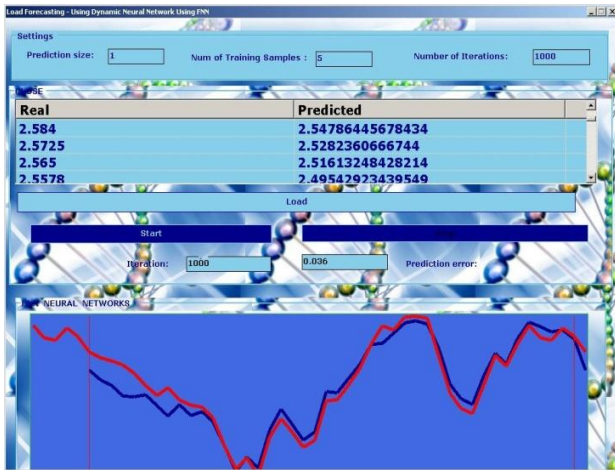 Load Forecasting - Using Dynamic Neural Network Using FNN
Settings
Prediction size: 1 Num of Training Samples : 5 Number of Iterations: 1000
Real Predicted
2.584 2.54786445678434
2.5725 2.5282360666744
2.565 2.51613248428214
2.5578 2.49542923439549
Load
Start
Iteration: 1000 0.036 Prediction error:
NEURAL NETWORKS